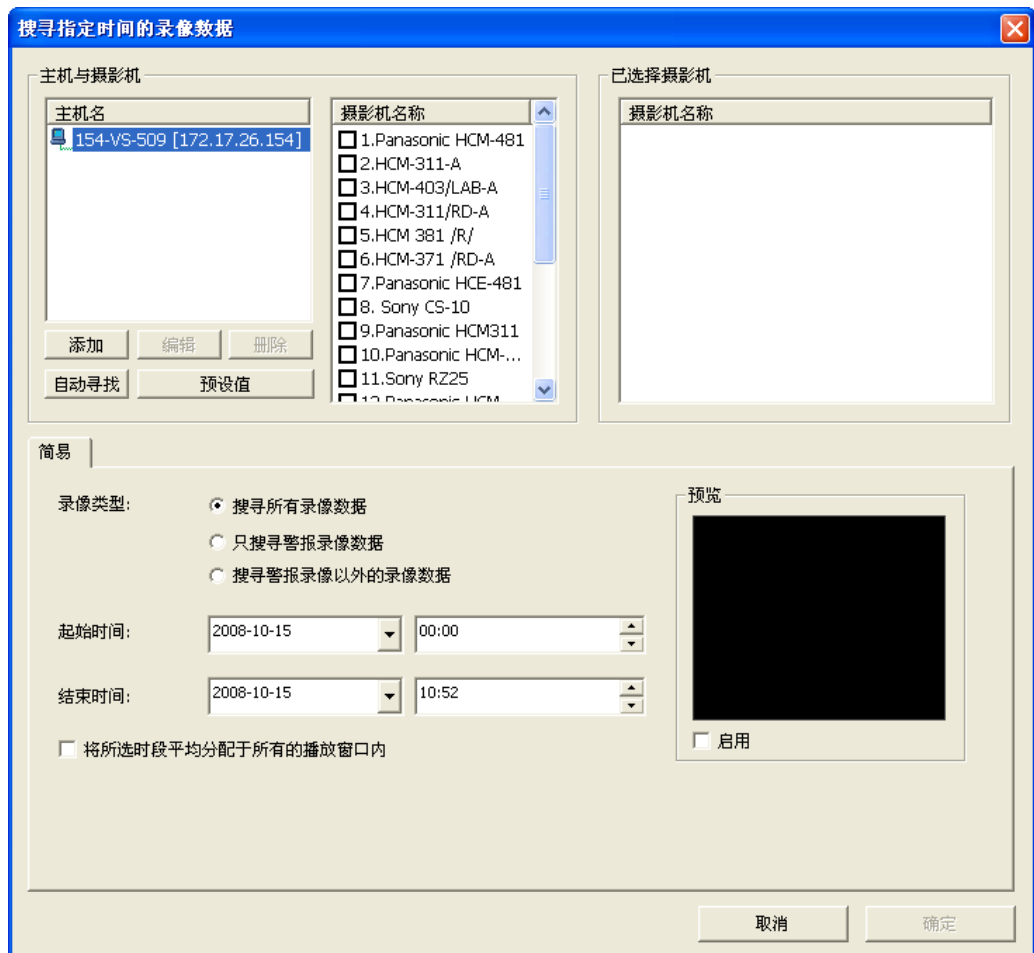 搜寻指定时间的录像数据
主机与摄影机
主机名
154-VS-509 [172.17.26.154]
添加
编辑
册除
自动寻找
预设值
摄影机名称
1.Panasonic HCM-481
2.HCM-311-A
3.HCM-403/LAB-A
4.HCM-311/RD-A
5.HCM 381 /R/
6.HCM-371 /RD-A
7.Panasonic HCE-481
8. Sony CS-10
9.Panasonic HCM311
10.Panasonic HCM-...
11.Sony RZ25
12.Panasonic HCM
已选择摄影机
摄影机名称
简易
录像类型:
搜寻所有录像数据
只搜寻警报录像数据
搜寻警报录像以外的录像数据
起始时间:
2008-10-15
00:00
结束时间:
2008-10-15
10:52
将所选时段平均分配于所有的播放窗口内
预览
启用
取消
确定